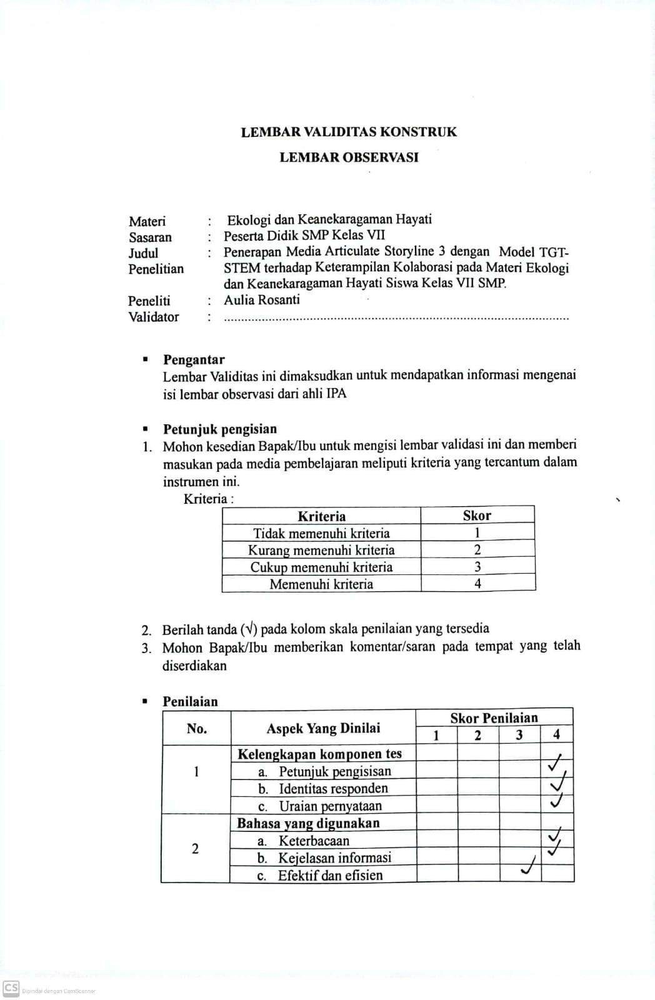 LEMBAR VALIDITAS KONSTRUK
LEMBAR OBSERVASI
Materi : Ekologi dan Keanekaragaman Hayati
Sasaran : Peserta Didik SMP Kelas VII
Judul : Penerapan Media Articulate Storyline 3 dengan Model TGT-
Penelitian STEM terhadap Keterampilan Kolaborasi pada Materi Ekologi
dan Keanekaragaman Hayati Siswa Kelas VII SMP.
Peneliti : Aulia Rosanti
Validator : ....................................................................................................
▪ Pengantar
Lembar Validitas ini dimaksudkan untuk mendapatkan informasi mengenai
isi lembar observasi dari ahli IPA
▪ Petunjuk pengisian
1. Mohon kesedian Bapak/Ibu untuk mengisi lembar validasi ini dan memberi
masukan pada media pembelajaran meliputi kriteria yang tercantum dalam
instrumen ini.
Kriteria :
Kriteria Skor
Tidak memenuhi kriteria 1
Kurang memenuhi kriteria 2
Cukup memenuhi kriteria 3
Memenuhi kriteria 4
2. Berilah tanda (√) pada kolom skala penilaian yang tersedia
3. Mohon Bapak/Ibu memberikan komentar/saran pada tempat yang telah
diserdiakan
▪ Penilaian
No. Aspek Yang Dinilai Skor Penilaian
1 2 3 4
Kelengkapan komponen tes
1 a. Petunjuk pengisisan ✓
b. Identitas responden ✓
c. Uraian pernyataan ✓
Bahasa yang digunakan
2 a. Keterbacaan ✓
b. Kejelasan informasi ✓
c. Efektif dan efisien ✓
CS Dipindai dengan CamScanner